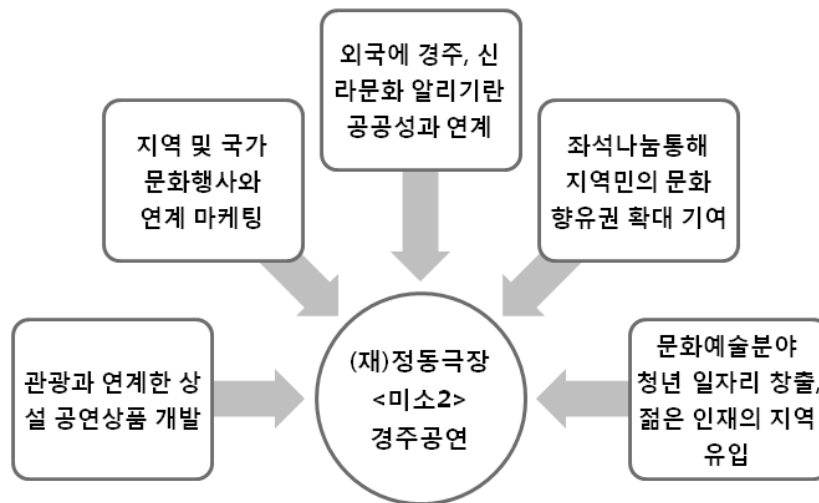 외국에 경주, 신
라문화 알리기란
공공성과 연계
지역 및 국가
문화행사와
연계 마케팅
좌석나눔통해
지역민의 문화
향유권 확대 기여
관광과 연계한 상
설 공연상품 개발
(재)정동극장
<미소2>
경주공연
문화예술분야
청년 일자리 창출,
젊은 인재의 지역
유입